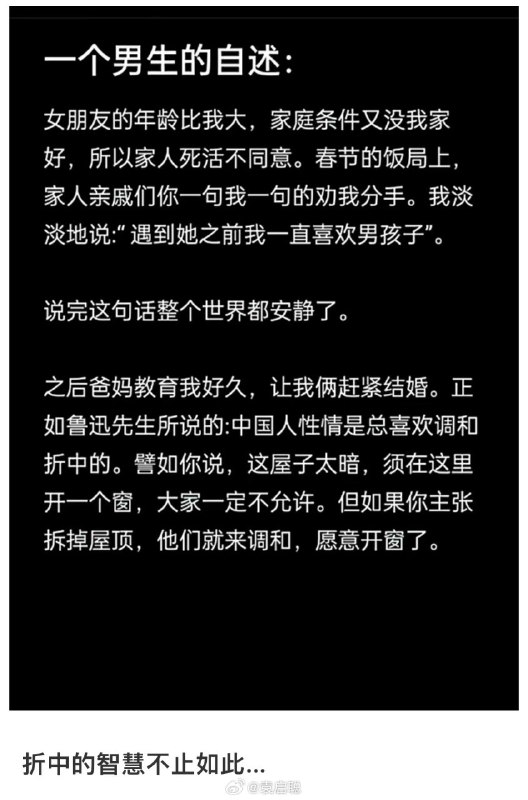 一个男生的自述：
女朋友的年龄比我大，家庭条件又没我家
好，所以家人死活不同意。春节的饭局上，
家人亲戚们你一句我一句的劝我分手。我淡
淡地说:“ 遇到她之前我一直喜欢男孩子”。
说完这句话整个世界都安静了。
之后爸妈教育我好久，让我俩赶紧结婚。正
如鲁迅先生所说的:中国人性情是总喜欢调和
折中的。譬如你说，这屋子太暗，须在这里
开一个窗，大家一定不允许。但如果你主张
拆掉屋顶，他们就来调和，愿意开窗了。
折中的智慧不止如此...
@袁启聪